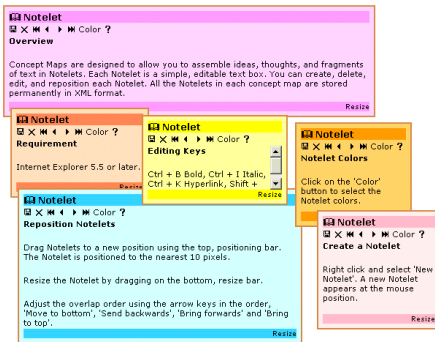 Notelet
Color ?
Overview
Concept Maps are designed to allow you to assemble ideas, thoughts, and fragments
of text in Notelets. Each Notelet is a simple, editable text box. You can create, delete,
edit, and reposition each Notelet. All the Notelets in each concept map are stored
permanently in XML format.
Resize
Notelet
Color ?
Requirement
Internet Explorer 5.5 or later.
Resize
Notelet
Color ?
Editing Keys
Ctrl + B Bold, Ctrl + I Italic,
Ctrl + K Hyperlink, Shift +
Resize
Notelet
Color ?
Notelet Colors
Click on the 'Color'
button to select the
Notelet colors.
Notelet
Color ?
Reposition Notelets
Drag Notelets to a new position using the top, positioning bar.
The Notelet is positioned to the nearest 10 pixels.
Resize the Notelet by dragging on the bottom, resize bar.
Adjust the overlap order using the arrow keys in the order,
'Move to bottom', 'Send backwards', 'Bring forwards' and 'Bring
to top'.
Resize
Notelet
Color ?
Create a Notelet
Right click and select 'New
Notelet'. A new Notelet
appears at the mouse
position.
Resize